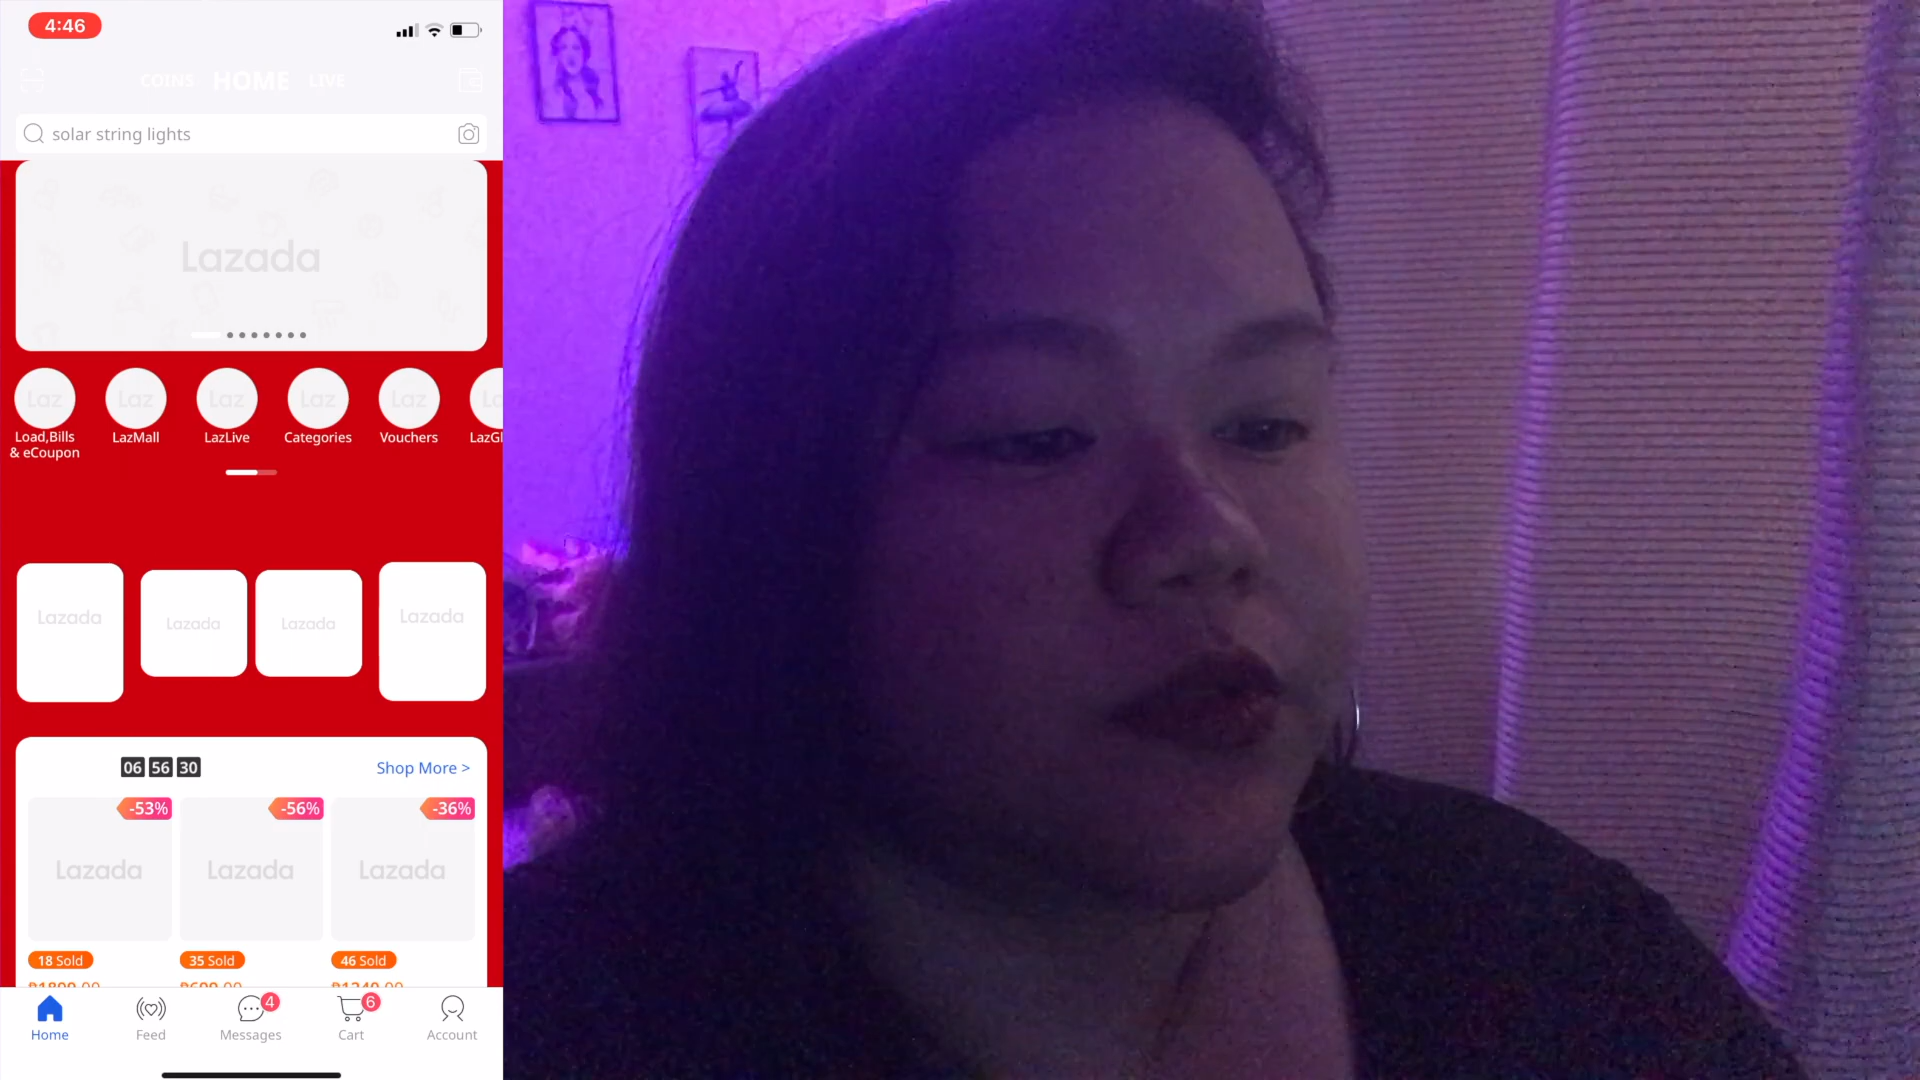 4:46
COINS HOME LIVE
solar string lights
Lazada
Laz Laz Laz Laz Laz
Load,Bills & eCoupon
LazMall
LazLive
Categories
Vouchers
LazGl
Lazada Lazada Lazada Lazada
06 56 30
Shop More >
-53% -56% -36%
Lazada Lazada Lazada
18 Sold 35 Sold 46 Sold
4 6
Home Feed Messages Cart Account